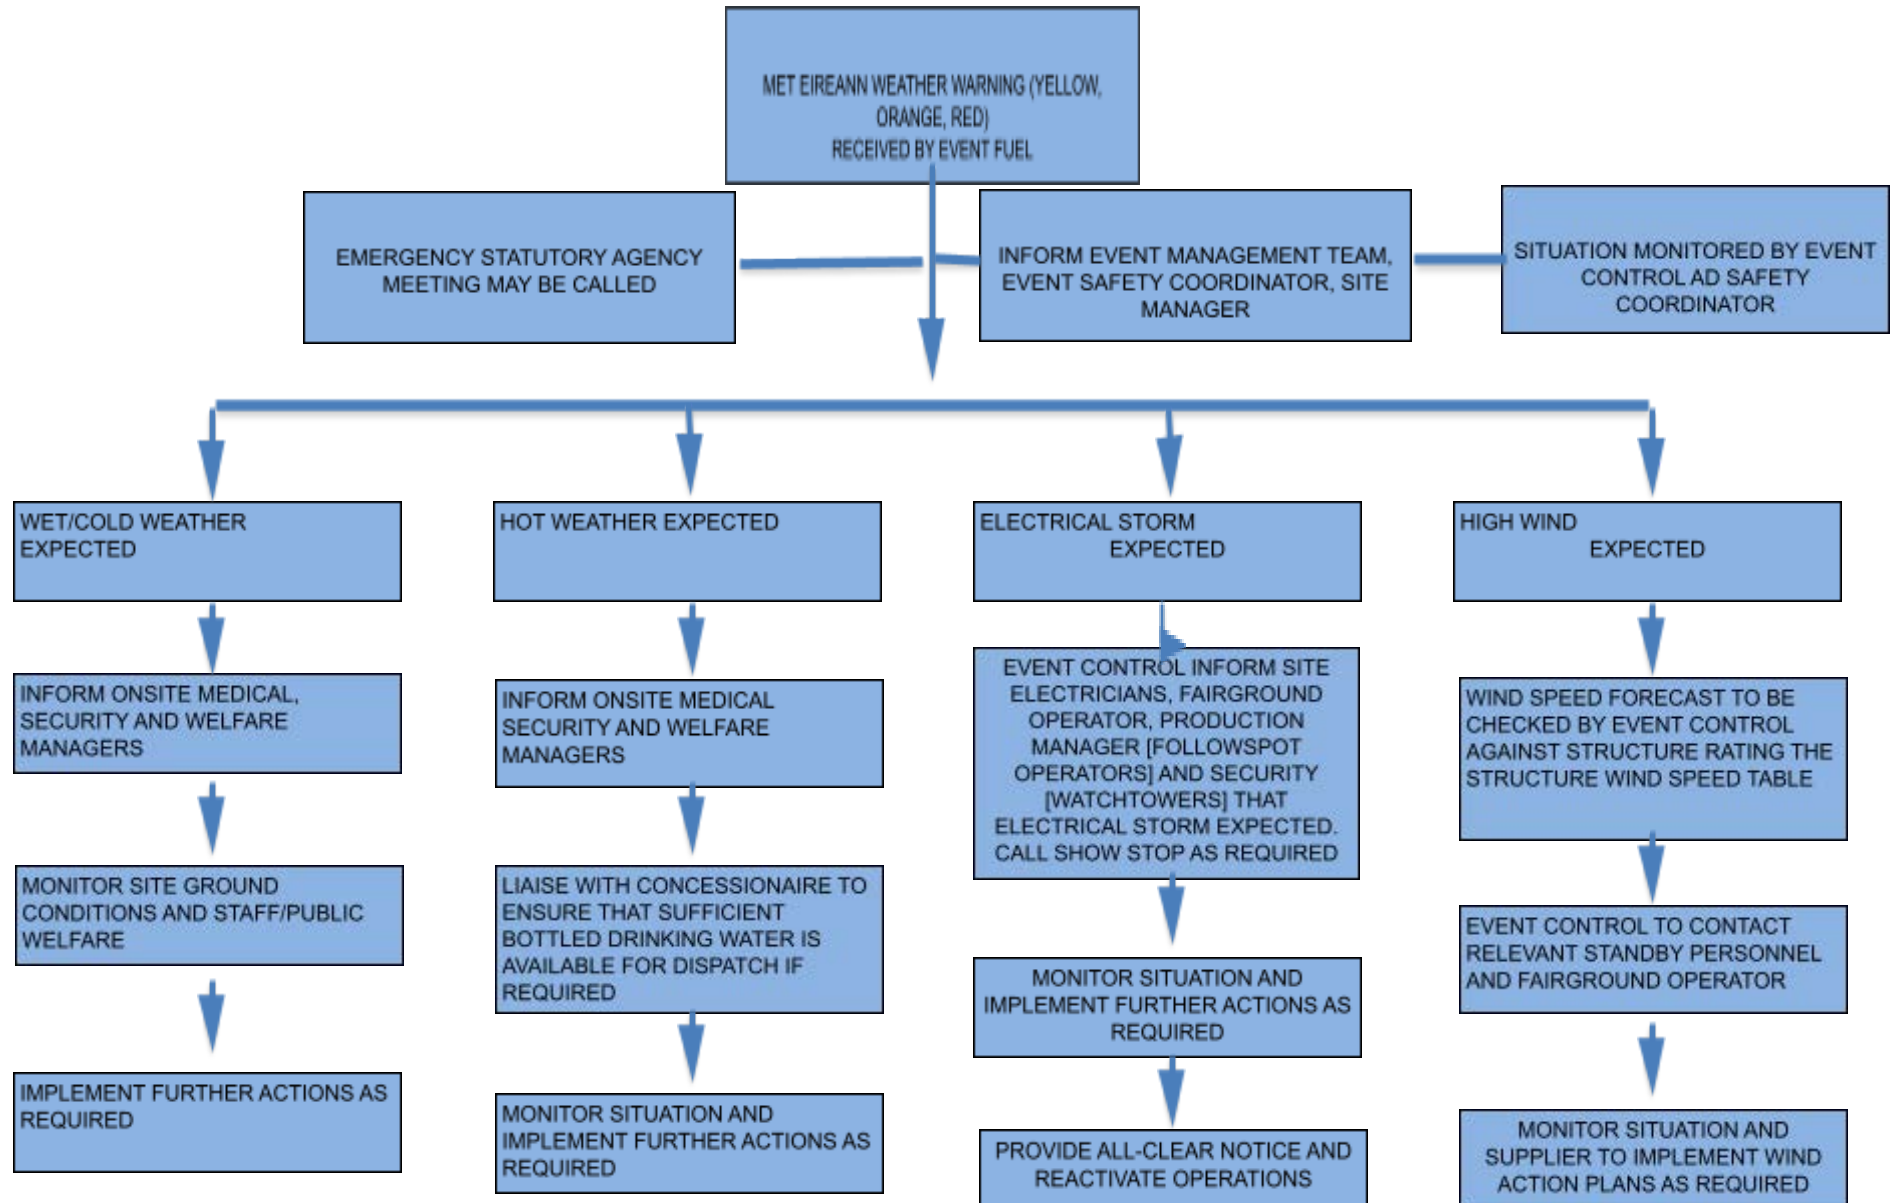 MET EIREANN WEATHER WARNING (YELLOW,
ORANGE, RED)
RECEIVED BY EVENT FUEL
EMERGENCY STATUTORY AGENCY
MEETING MAY BE CALLED
INFORM EVENT MANAGEMENT TEAM,
EVENT SAFETY COORDINATOR, SITE
MANAGER
SITUATION MONITORED BY EVENT
CONTROL AD SAFETY
COORDINATOR
WET/COLD WEATHER
EXPECTED
INFORM ONSITE MEDICAL,
SECURITY AND WELFARE
MANAGERS
MONITOR SITE GROUND
CONDITIONS AND STAFF/PUBLIC
WELFARE
IMPLEMENT FURTHER ACTIONS AS
REQUIRED
HOT WEATHER EXPECTED
INFORM ONSITE MEDICAL
SECURITY AND WELFARE
MANAGERS
LIAISE WITH CONCESSIONAIRE TO
ENSURE THAT SUFFICIENT
BOTTLED DRINKING WATER IS
AVAILABLE FOR DISPATCH IF
REQUIRED
MONITOR SITUATION AND
IMPLEMENT FURTHER ACTIONS AS
REQUIRED
ELECTRICAL STORM
EXPECTED
EVENT CONTROL INFORM SITE
ELECTRICIANS, FAIRGROUND
OPERATOR, PRODUCTION
MANAGER [FOLLOWSPOT
OPERATORS] AND SECURITY
[WATCHTOWERS] THAT
ELECTRICAL STORM EXPECTED.
CALL SHOW STOP AS REQUIRED
MONITOR SITUATION AND
IMPLEMENT FURTHER ACTIONS AS
REQUIRED
PROVIDE ALL-CLEAR NOTICE AND
REACTIVATE OPERATIONS
HIGH WIND
EXPECTED
WIND SPEED FORECAST TO BE
CHECKED BY EVENT CONTROL
AGAINST STRUCTURE RATING THE
STRUCTURE WIND SPEED TABLE
EVENT CONTROL TO CONTACT
RELEVANT STANDBY PERSONNEL
AND FAIRGROUND OPERATOR
MONITOR SITUATION AND
SUPPLIER TO IMPLEMENT WIND
ACTION PLANS AS REQUIRED